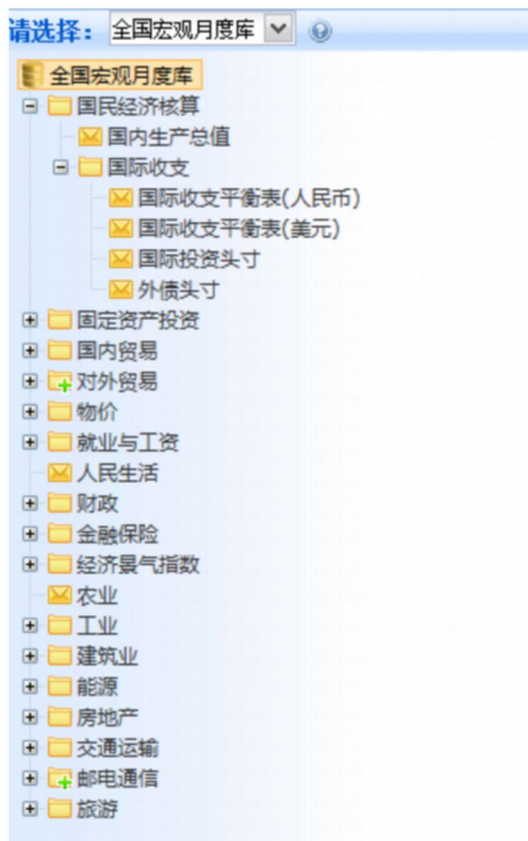 请选择： 全国宏观月度库
全国宏观月度库
国民经济核算
国内生产总值
国际收支
国际收支平衡表(人民币)
国际收支平衡表(美元)
国际投资头寸
外债头寸
固定资产投资
国内贸易
对外贸易
物价
就业与工资
人民生活
财政
金融保险
经济景气指数
农业
工业
建筑业
能源
房地产
交通运输
邮电通信
旅游